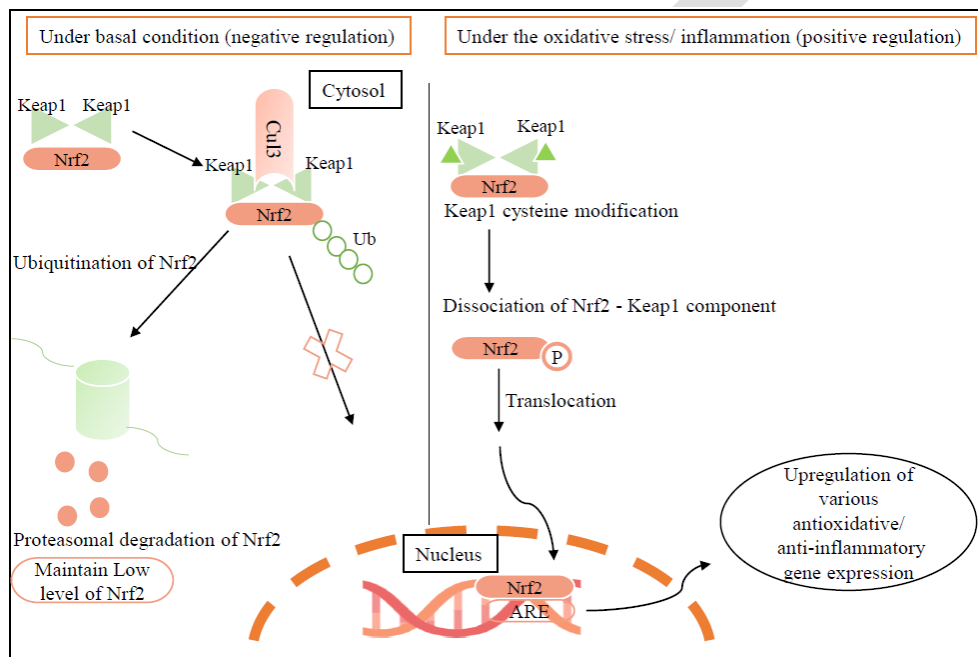 Under basal condition (negative regulation)
Under the oxidative stress/ inflammation (positive regulation)
Cytosol
Keap1 Keap1
Nrf2
Cul3
Keap1 Keap1
Nrf2
Ub
Ubiquitination of Nrf2
Proteasomal degradation of Nrf2
Maintain Low
level of Nrf2
Keap1 Keap1
Nrf2
Keap1 cysteine modification
Dissociation of Nrf2 - Keap1 component
Nrf2
P
Translocation
Nucleus
Nrf2
ARE
Upregulation of
various
antioxidative/
anti-inflammatory
gene expression